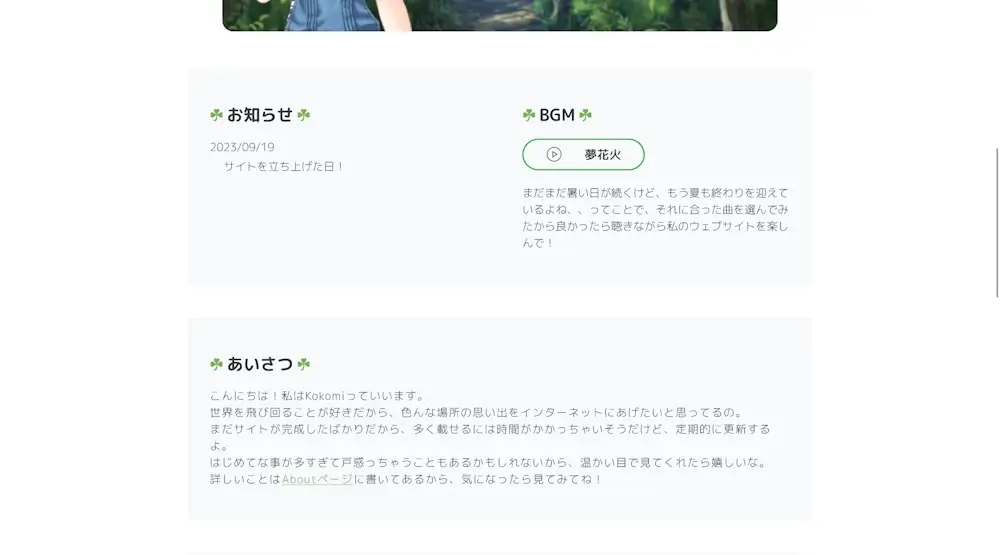 ☘ お知らせ ☘
2023/09/19
サイトを立ち上げた日！
☘ BGM ☘
夢花火
まだまだ暑い日が続くけど、もう夏も終わりを迎えて
いるよね、、ってことで、それに合った曲を選んでみ
たから良かったら聴きながら私のウェブサイトを楽し
んで！
☘ あいさつ ☘
こんにちは！私はKokomiっていいます。
世界を飛び回ることが好きだから、色んな場所の思い出をインターネットにあげたいと思ってるの。
まだサイトが完成したばかりだから、多く載せるには時間がかかっちゃいそうだけど、定期的に更新する
よ。
はじめてな事が多すぎて戸惑っちゃうこともあるかもしれないから、温かい目で見てくれたら嬉しいな。
詳しいことはAboutページに書いてあるから、気になったら見てみてね！